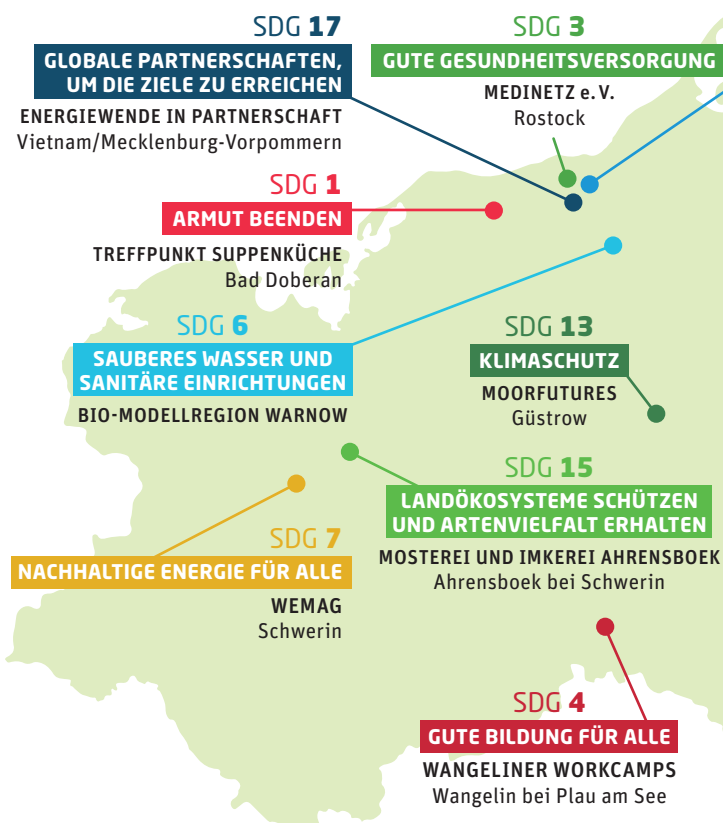 SDG 17
GLOBALE PARTNERSCHAFTEN,
UM DIE ZIELE ZU ERREICHEN
ENERGIEWENDE IN PARTNERSCHAFT
Vietnam/Mecklenburg-Vorpommern
SDG 3
GUTE GESUNDHEITSVERSORGUNG
MEDINETZ e. V.
Rostock
SDG 1
ARMUT BEENDEN
TREFFPUNKT SUPPENKÜCHE
Bad Doberan
SDG 6
SAUBERES WASSER UND
SANITÄRE EINRICHTUNGEN
BIO-MODELLREGION WARNOW
SDG 13
KLIMASCHUTZ
MOORFUTURES
Güstrow
SDG 15
LANDÖKOSYSTEME SCHÜTZEN
UND ARTENVIELFALT ERHALTEN
MOSTEREI UND IMKEREI AHRENSBOEK
Ahrensboek bei Schwerin
SDG 7
NACHHALTIGE ENERGIE FÜR ALLE
WEMAG
Schwerin
SDG 4
GUTE BILDUNG FÜR ALLE
WANGELINER WORKCAMPS
Wangelin bei Plau am See